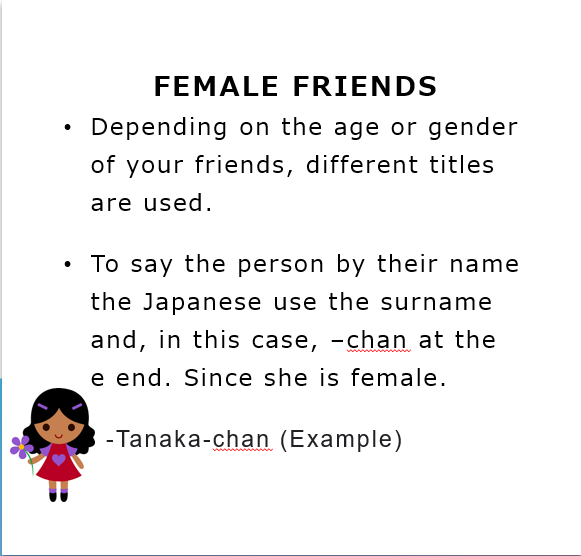 FEMALE FRIENDS
• Depending on the age or gender
of your friends, different titles
are used.
• To say the person by their name
the Japanese use the surname
and, in this case, –chan at the
e end. Since she is female.
-Tanaka-chan (Example)